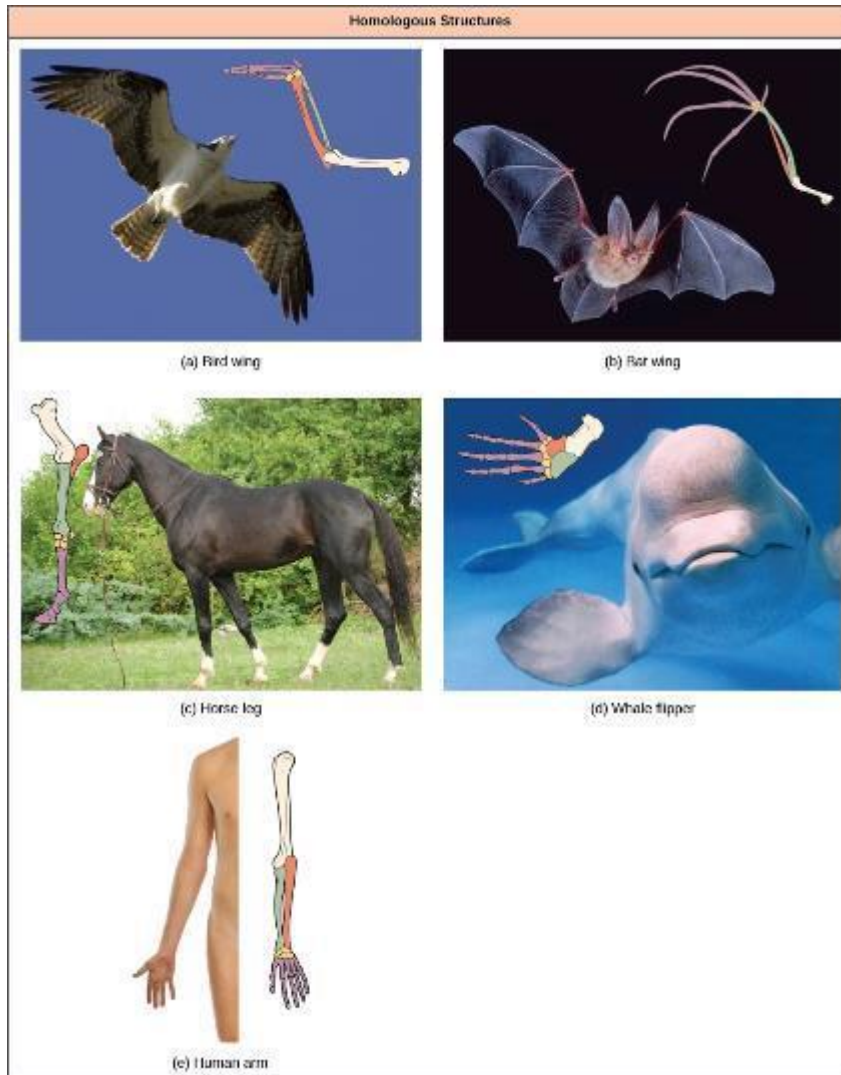 Homologous Structures
(a) Bird wing
(b) Bat wing
(c) Horse leg
(d) Whale flipper
(e) Human arm